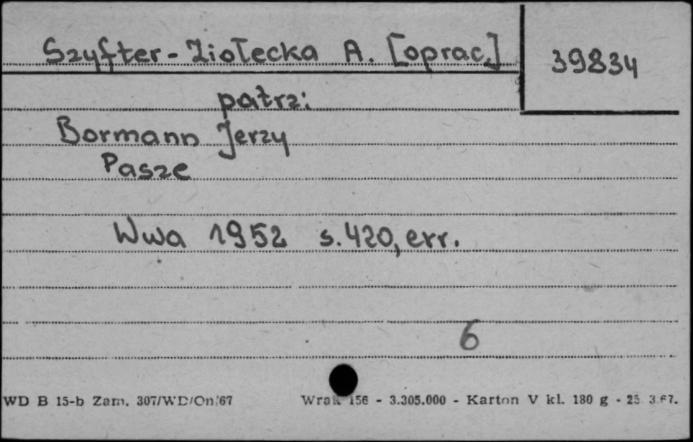 Szyfter-Ziołecka A. [oprac.]
39834
patrz:
Bormann Jerzy
Pasze
Wwa 1952 s.420, err.
6
WD B 15-b Zam. 307/WD/On/67 156 - 3.305.000 - Karton V kl. 180 g - 25 3.67.